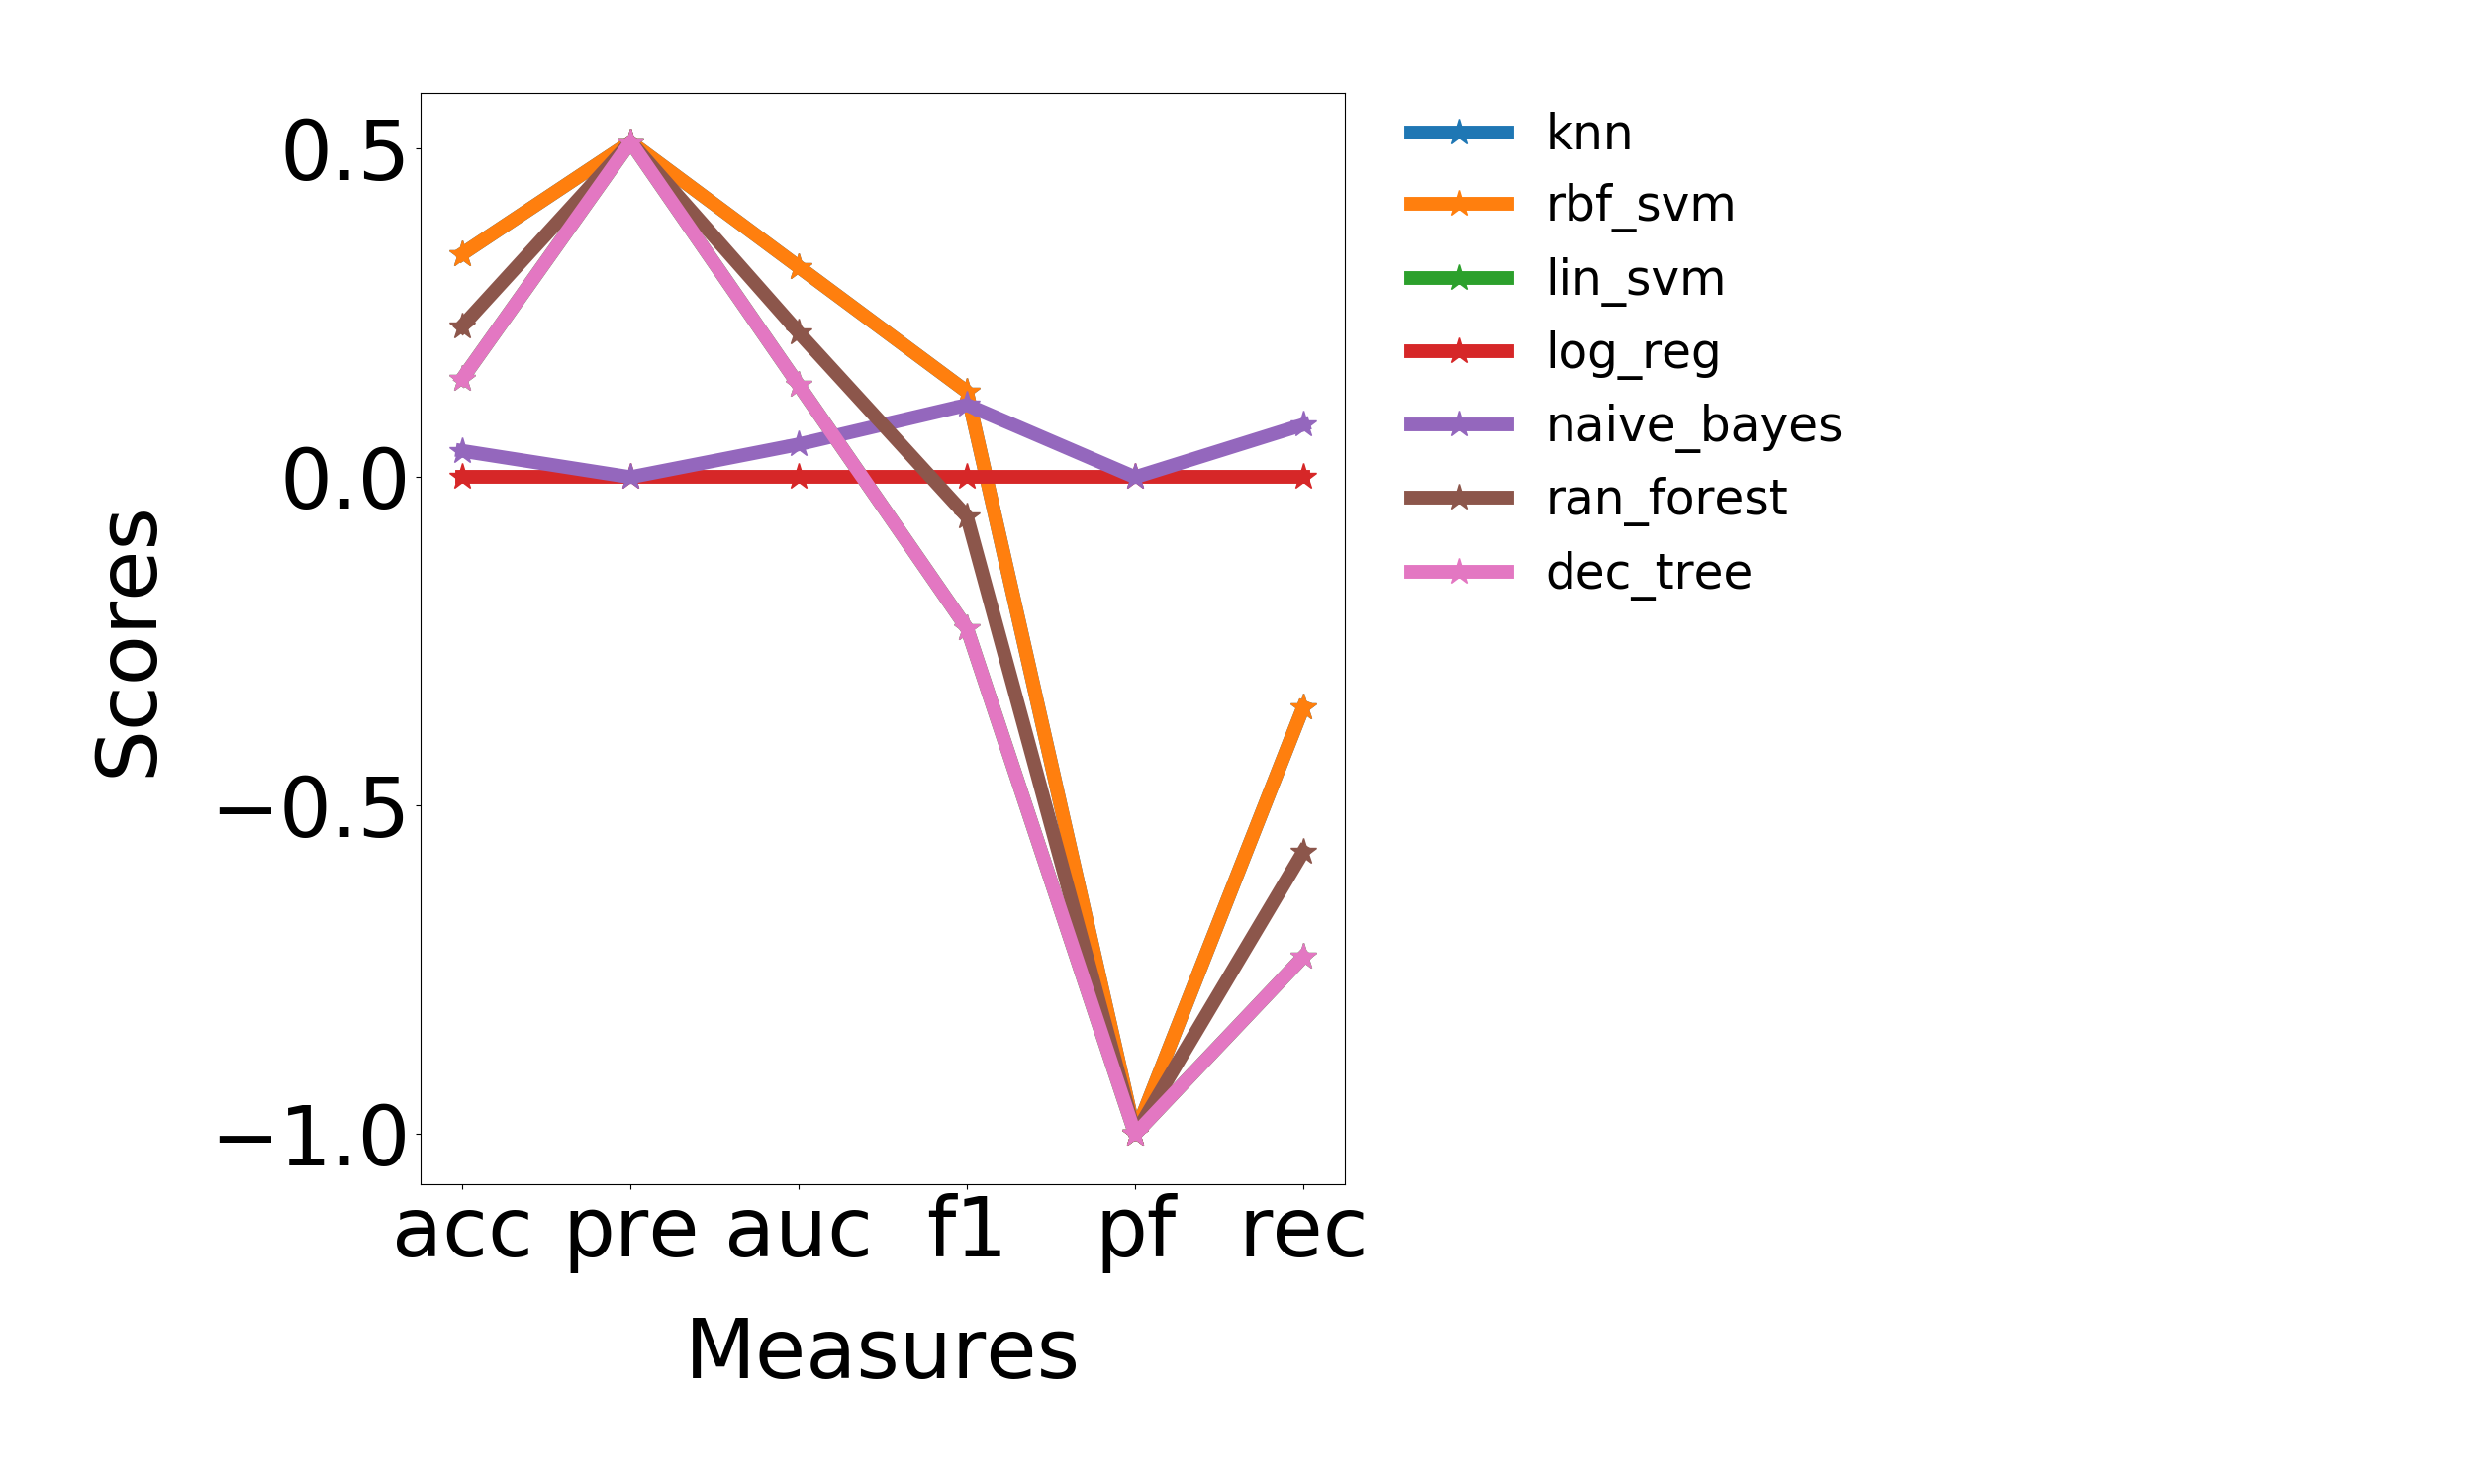 0.5
0.0
−0.5
−1.0
Scores
acc pre auc f1 pf rec
Measures
knn
rbf_svm
lin_svm
log_reg
naive_bayes
ran_forest
dec_tree